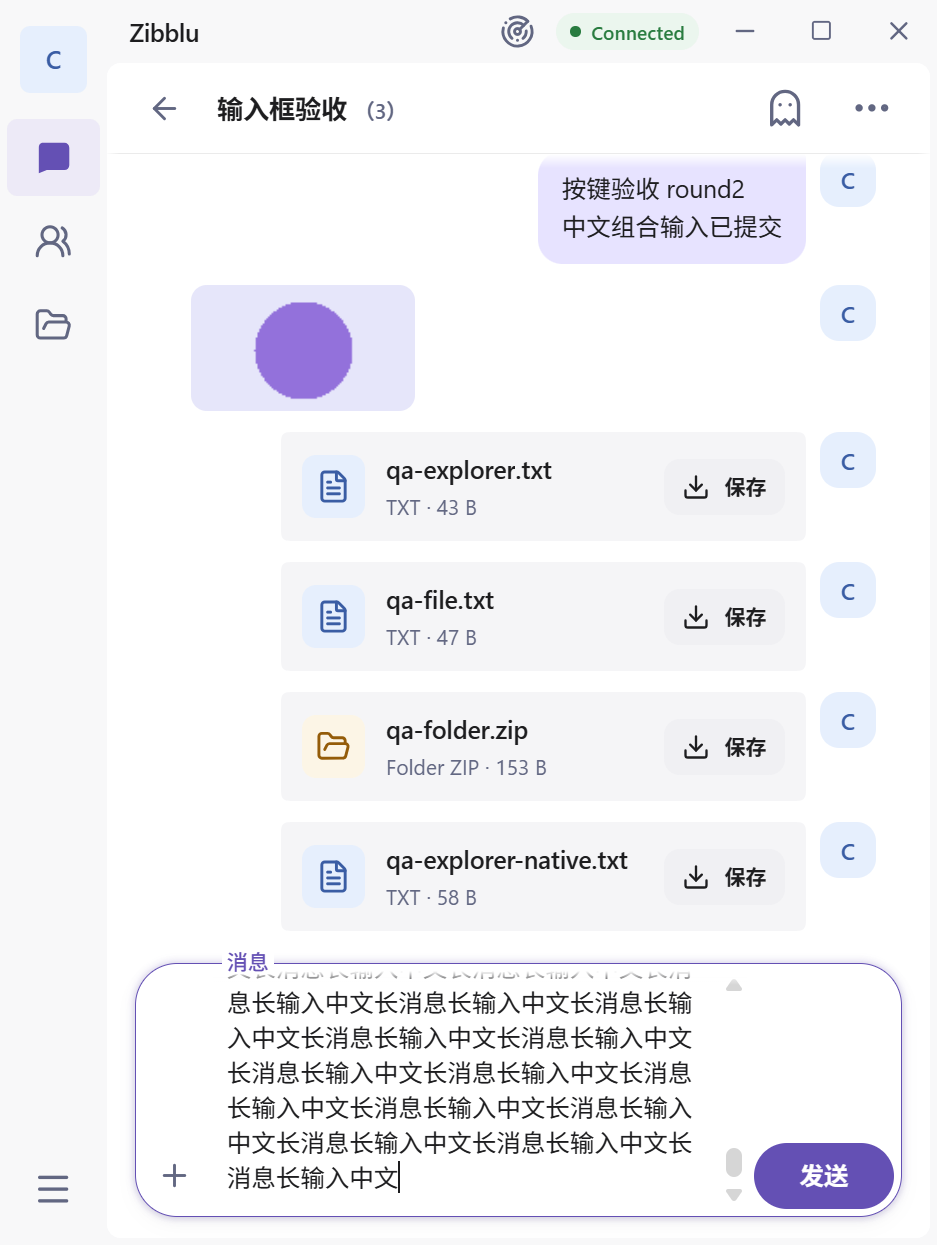 Zibblu
Connected
C
输入框验收 (3)
按键验收 round2
中文组合输入已提交
C
C
qa-explorer.txt
TXT · 43 B
保存
C
qa-file.txt
TXT · 47 B
保存
C
qa-folder.zip
Folder ZIP · 153 B
保存
C
qa-explorer-native.txt
TXT · 58 B
保存
C
消息
息长输入中文长消息长输入中文长消息长输
入中文长消息长输入中文长消息长输入中文
长消息长输入中文长消息长输入中文长消息
长输入中文长消息长输入中文长消息长输入
中文长消息长输入中文长消息长输入中文长
消息长输入中文
发送